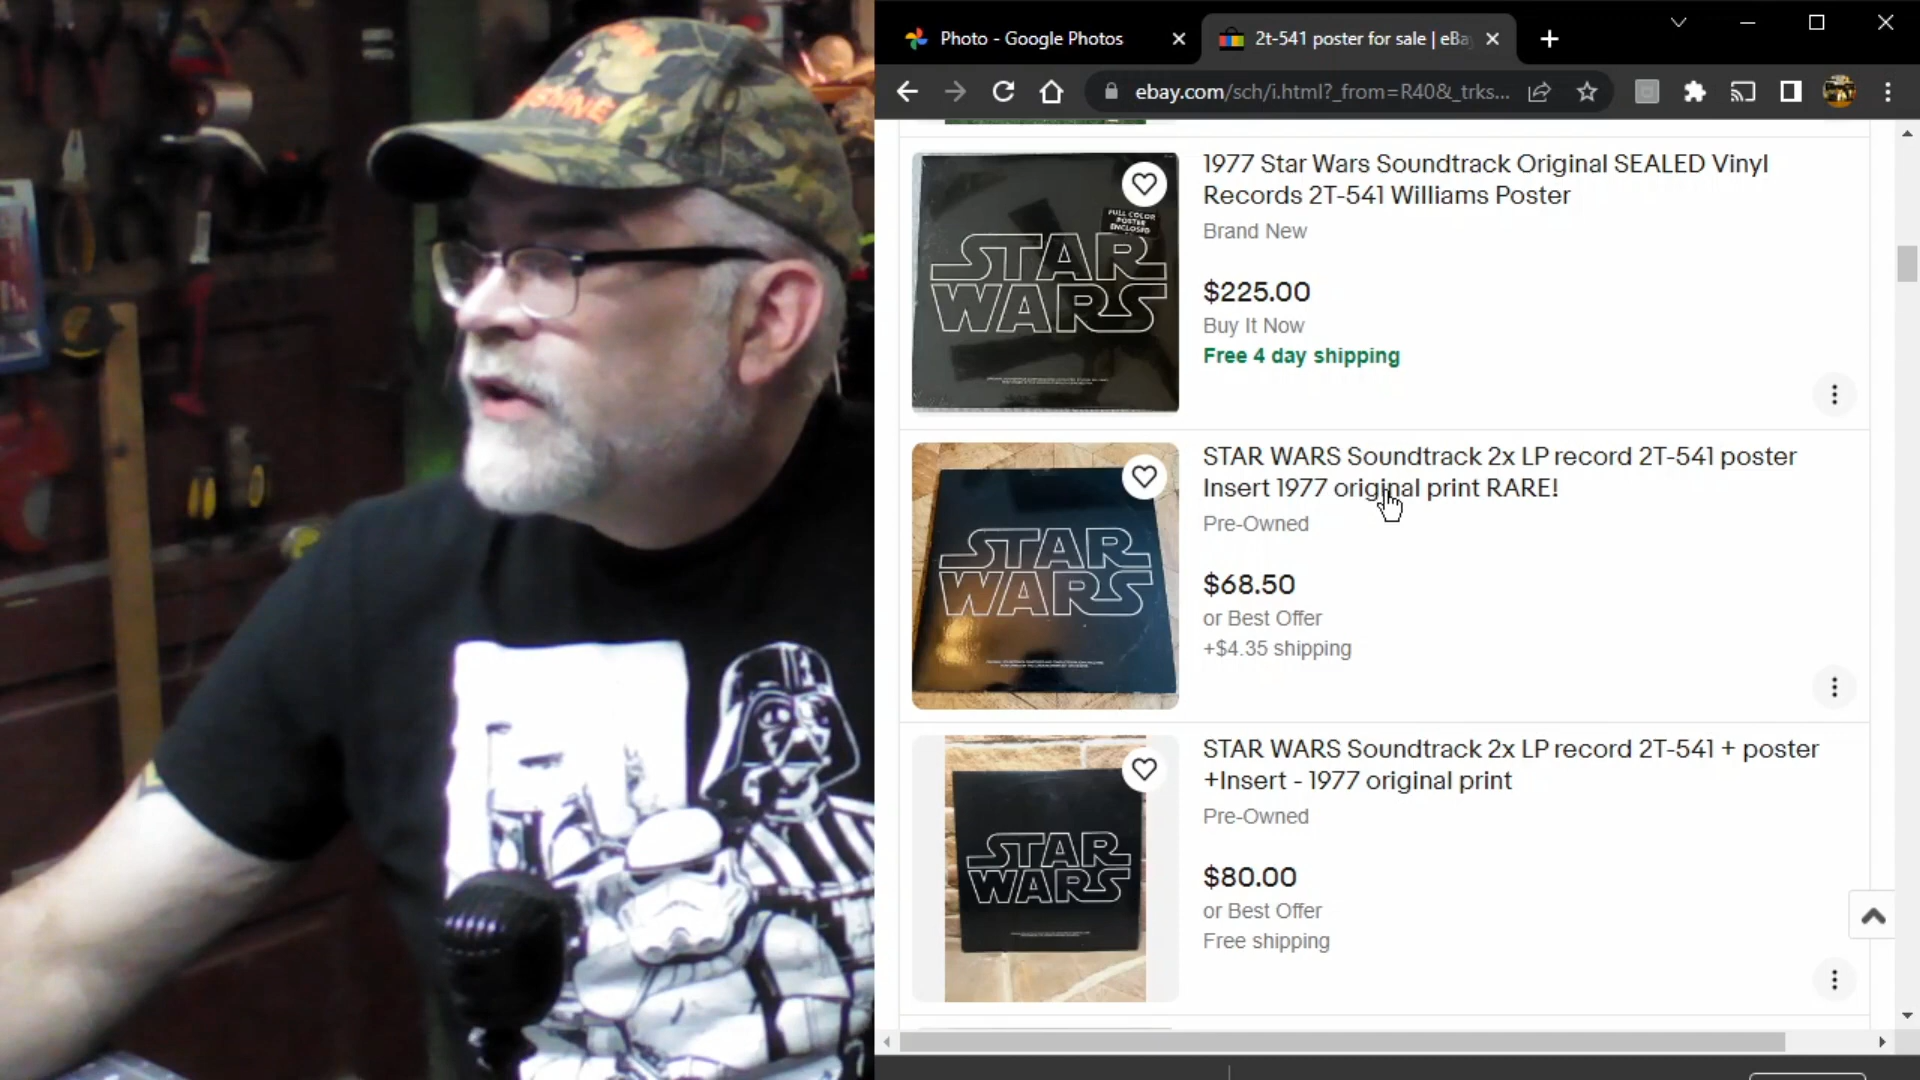 Photo - Google Photos
2t-541 poster for sale | eBa
ebay.com/sch/i.html?_from=R40&_trks...
1977 Star Wars Soundtrack Original SEALED Vinyl
Records 2T-541 Williams Poster
Brand New
$225.00
Buy It Now
Free 4 day shipping
FULL COLOR
POSTER
ENCLOSED
STAR
WARS
STAR WARS Soundtrack 2x LP record 2T-541 poster
Insert 1977 original print RARE!
Pre-Owned
$68.50
or Best Offer
+$4.35 shipping
STAR
WARS
STAR WARS Soundtrack 2x LP record 2T-541 + poster
+Insert - 1977 original print
Pre-Owned
$80.00
or Best Offer
Free shipping
STAR
WARS